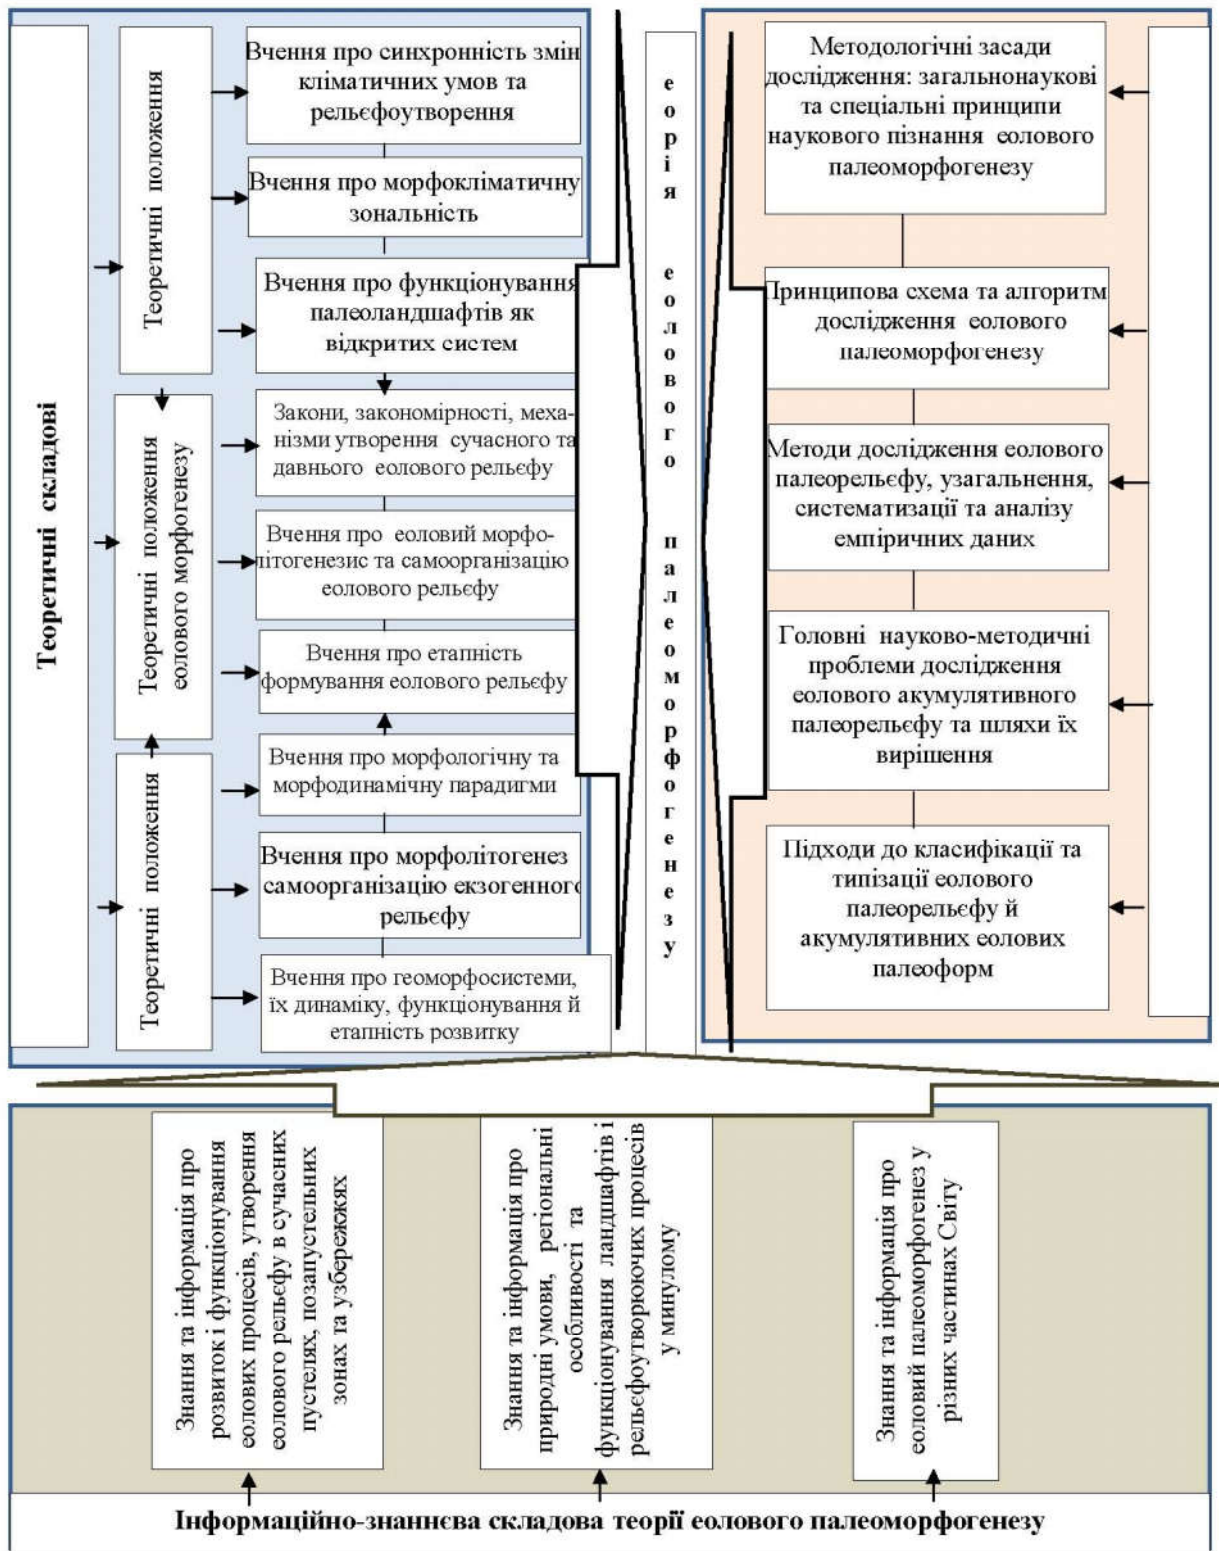 Теоретичні складові
Теоретичні положення
Вчення про синхронність змін
кліматичних умов та
рельєфоутворення
Вчення про морфокліматичну
зональність
Вчення про функціонування
палеоландшафтів як
відкритих систем
Теоретичні положення
еолового морфогенезу
Закони, закономірності, меха-
нізми утворення сучасного та
давнього еолового рельєфу
Вчення про еоловий морфо-
літогенезис та самоорганізацію
еолового рельєфу
Вчення про етапність
формування еолового рельєфу
Теоретичні положення
Вчення про морфологічну та
морфодинамічну парадигми
Вчення про морфолітогенез
самоорганізацію екзогенного
рельєфу
Вчення про геоморфосистеми,
їх динаміку, функціонування й
етапність розвитку
еорія еолового палеоморфогенезу
Методологічні засади
дослідження: загальнонаукові
та спеціальні принципи
наукового пізнання еолового
палеоморфогенезу
Принципова схема та алгоритм
дослідження еолового
палеоморфогенезу
Методи дослідження еолового
палеорельєфу, узагальнення,
систематизації та аналізу
емпіричних даних
Головні науково-методичні
проблеми дослідження
еолового акумулятивного
палеорельєфу та шляхи їх
вирішення
Підходи до класифікації та
типізації еолового
палеорельєфу й
акумулятивних еолових
палеоформ
Знання та інформація про
розвиток і функціонування
еолових процесів, утворення
еолового рельєфу в сучасних
пустелях, позапустельних
зонах та узбережжях
Знання та інформація про
природні умови, регіональні
особливості та
функціонування ландшафтів і
рельєфоутворюючих процесів
у минулому
Знання та інформація про
еоловий палеоморфогенез у
різних частинах Світу
Інформаційно-знаннєва складова теорії еолового палеоморфогенезу